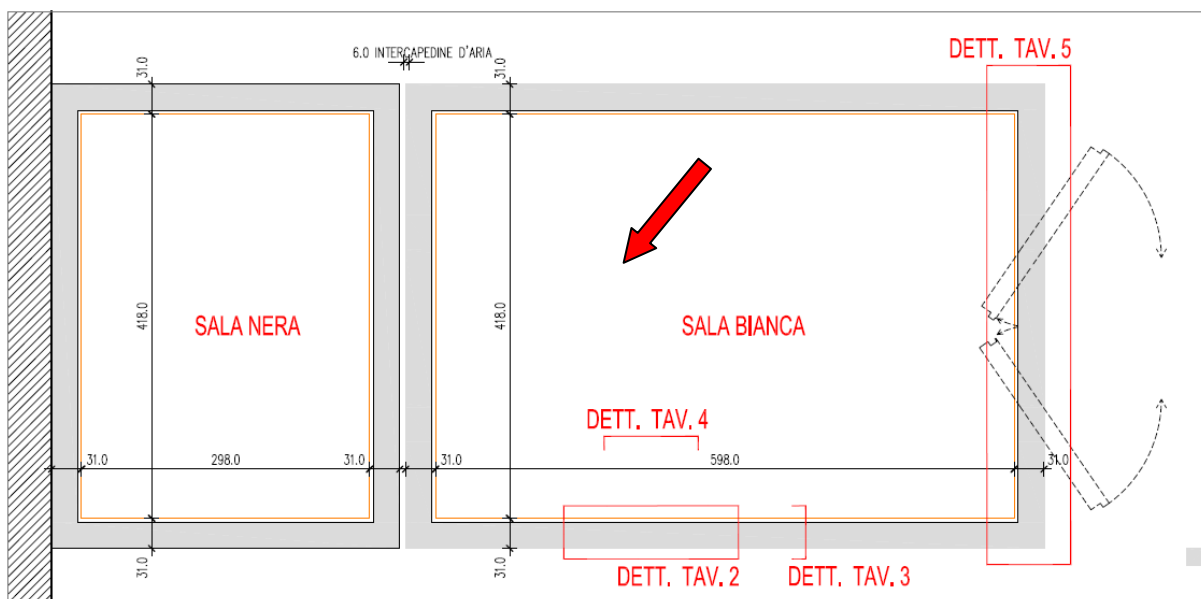 DETT. TAV. 5
6.0 INTERCAPEDINE D'ARIA
31.0
31.0
418.0
SALA NERA
418.0
SALA BIANCA
DETT. TAV. 4
31.0
298.0
31.0
31.0
598.0
31.0
31.0
31.0
DETT. TAV. 2
DETT. TAV. 3